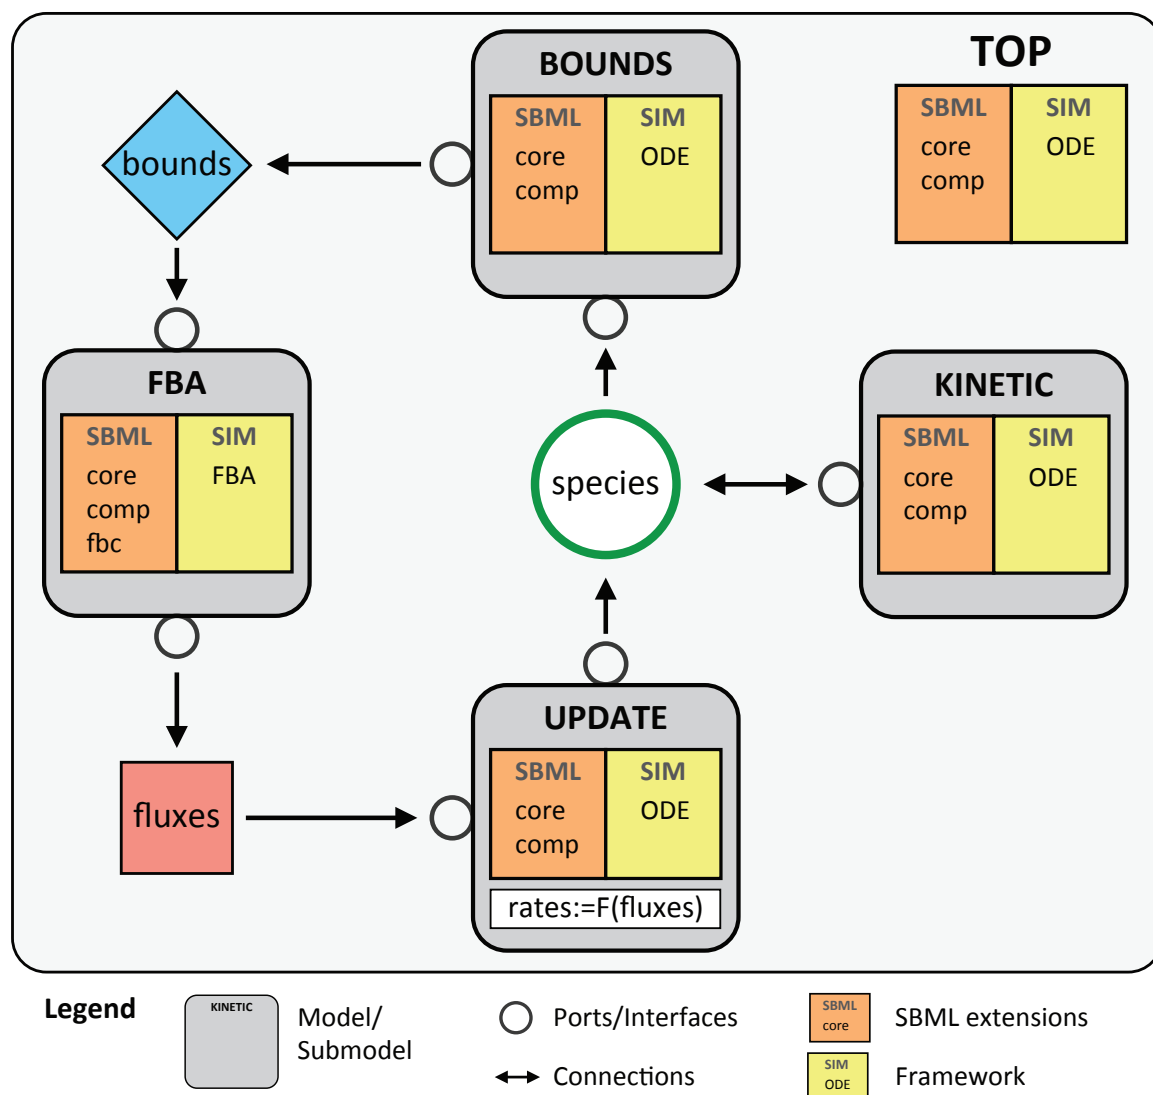 TOP
SBML
core
comp
SIM
ODE
BOUNDS
SBML
core
comp
SIM
ODE
bounds
FBA
SBML
core
comp
fbc
SIM
FBA
species
KINETIC
SBML
core
comp
SIM
ODE
fluxes
UPDATE
SBML
core
comp
SIM
ODE
rates:=F(fluxes)
Legend
KINETIC
Model/
Submodel
Ports/Interfaces
Connections
SBML
core
SBML extensions
SIM
ODE
Framework